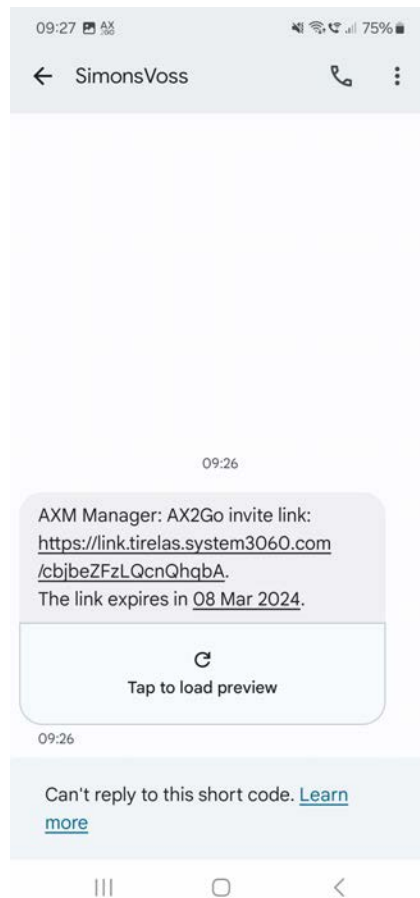 09:27 AX 2GO 75%
SimonsVoss
09:26
AXM Manager: AX2Go invite link:
https://link.tirelas.system3060.com
/cbjbeZFzLQcnQhqbA.
The link expires in 08 Mar 2024.
Tap to load preview
09:26
Can't reply to this short code. Learn
more